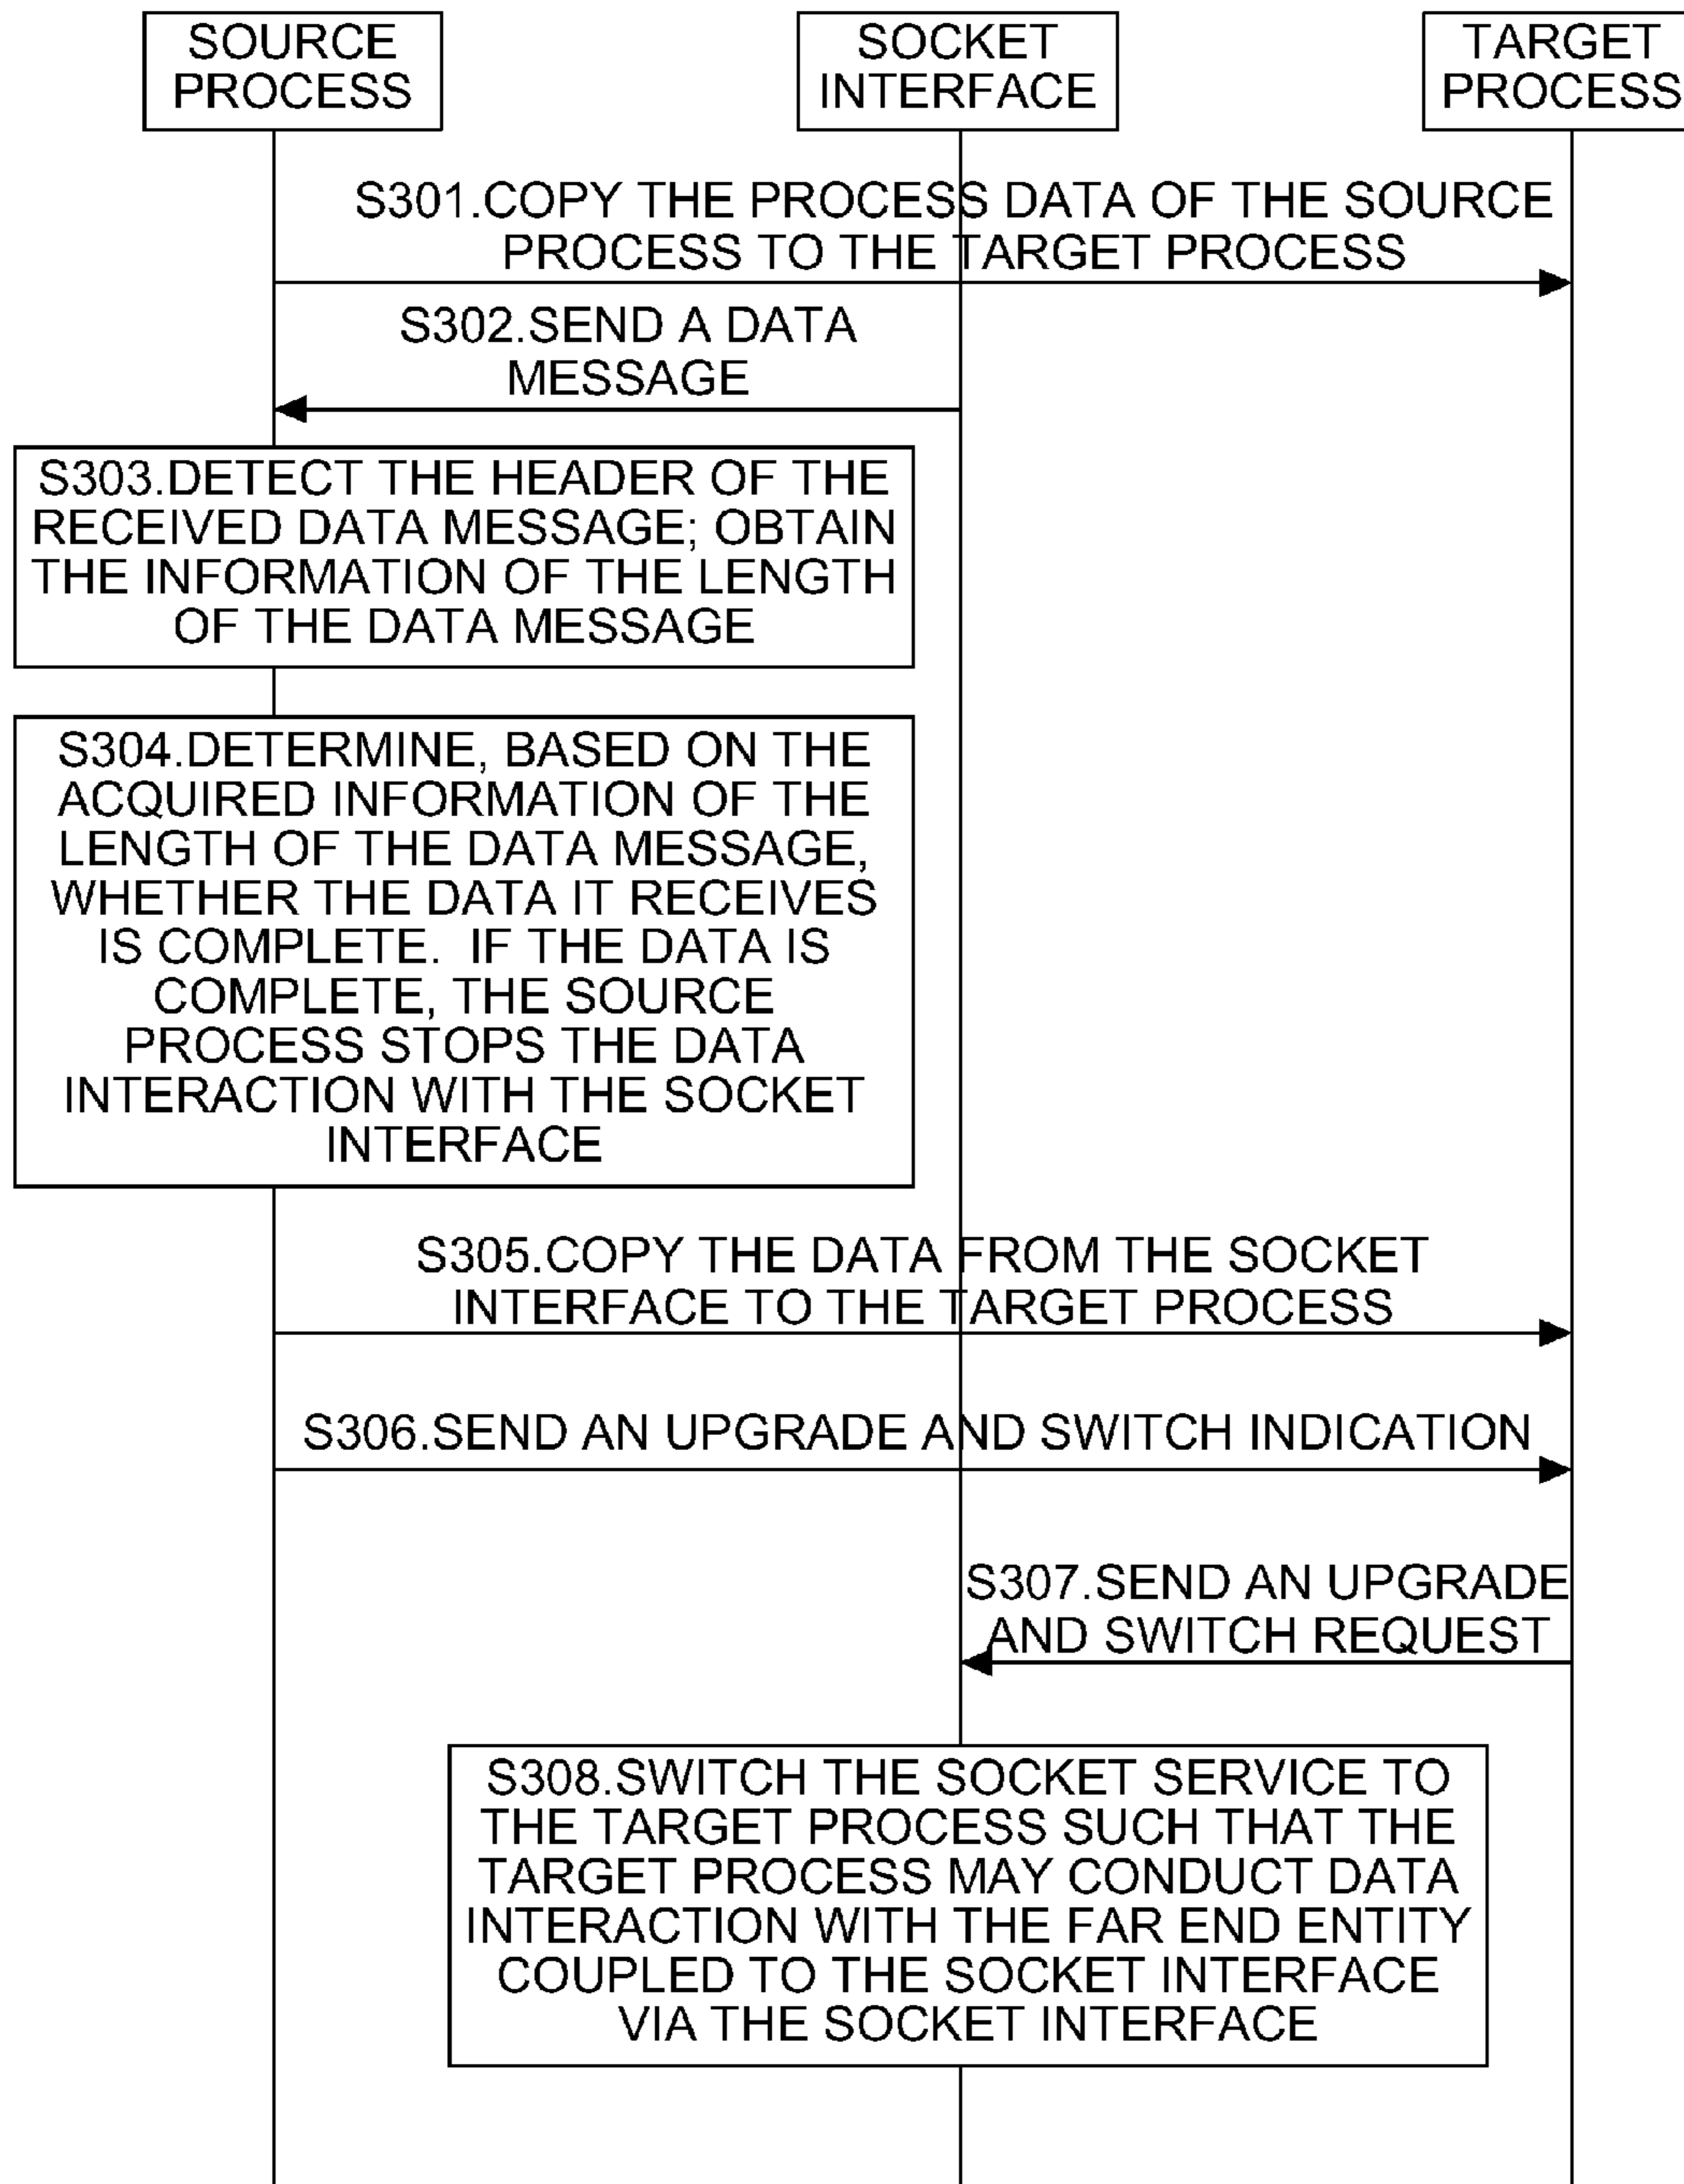 SOURCE
PROCESS
SOCKET
INTERFACE
TARGET
PROCESS
S301.COPY THE PROCESS DATA OF THE SOURCE
PROCESS TO THE TARGET PROCESS
S302.SEND A DATA
MESSAGE
S303.DETECT THE HEADER OF THE
RECEIVED DATA MESSAGE; OBTAIN
THE INFORMATION OF THE LENGTH
OF THE DATA MESSAGE
S304.DETERMINE, BASED ON THE
ACQUIRED INFORMATION OF THE
LENGTH OF THE DATA MESSAGE,
WHETHER THE DATA IT RECEIVES
IS COMPLETE.  IF THE DATA IS
COMPLETE, THE SOURCE
PROCESS STOPS THE DATA
INTERACTION WITH THE SOCKET
INTERFACE
S305.COPY THE DATA FROM THE SOCKET
INTERFACE TO THE TARGET PROCESS
S306.SEND AN UPGRADE AND SWITCH INDICATION
S307.SEND AN UPGRADE
AND SWITCH REQUEST
S308.SWITCH THE SOCKET SERVICE TO
THE TARGET PROCESS SUCH THAT THE
TARGET PROCESS MAY CONDUCT DATA
INTERACTION WITH THE FAR END ENTITY
COUPLED TO THE SOCKET INTERFACE
VIA THE SOCKET INTERFACE